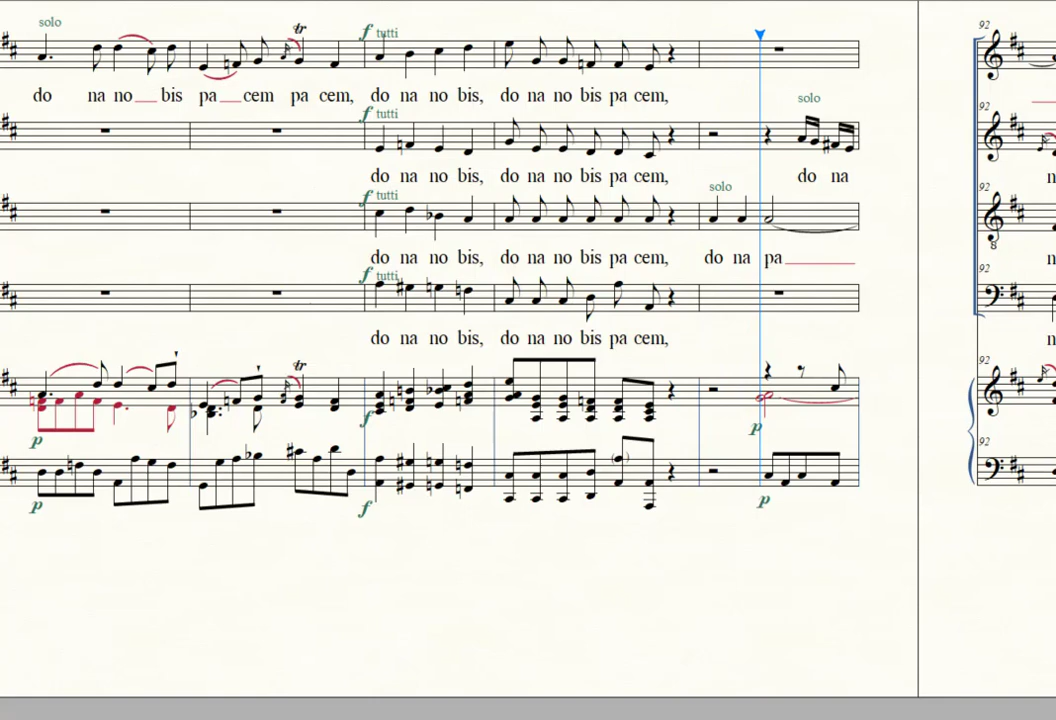 solo
tr
f tutti
do na no__ bis pa__cem pa cem, do na no bis, do na no bis pa cem,
f tutti
solo
do na no bis, do na no bis pa cem, do na
f tutti
solo
do na no bis, do na no bis pa cem, do na pa
f tutti
do na no bis, do na no bis pa cem,
tr
p f p
p f p
92
92
92
8
n
92
92
92